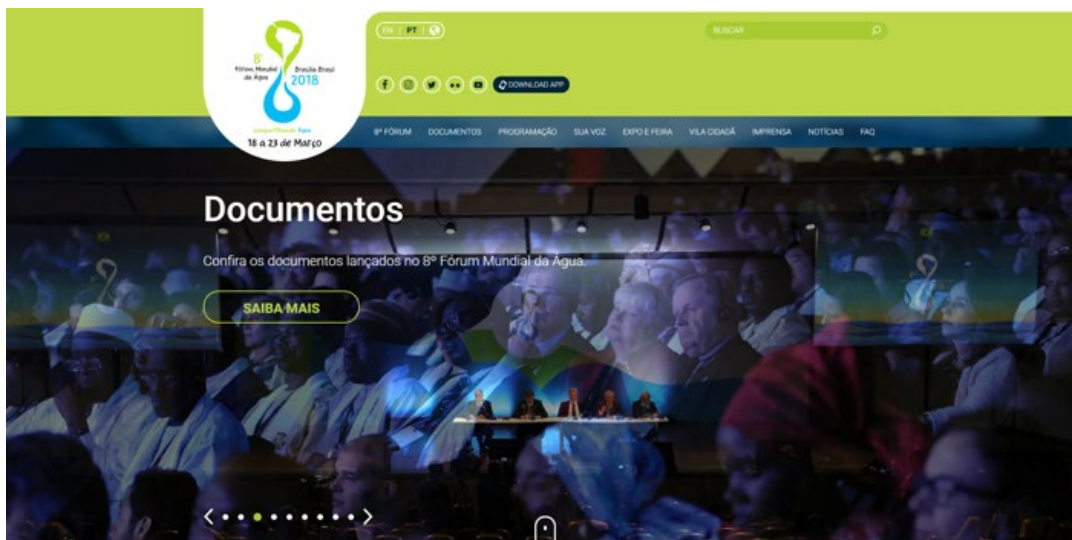 8º
Fórum Mundial
da Água
Brasília-Brasil
2018
compartilhando Água
18 a 23 de Março
EN | PT
BUSCAR
DOWNLOAD APP
8º FÓRUM DOCUMENTOS PROGRAMAÇÃO SUA VOZ EXPO E FEIRA VILA CIDADÃ IMPRENSA NOTÍCIAS FAQ
Documentos
Confira os documentos lançados no 8º Fórum Mundial da Água.
SAIBA MAIS